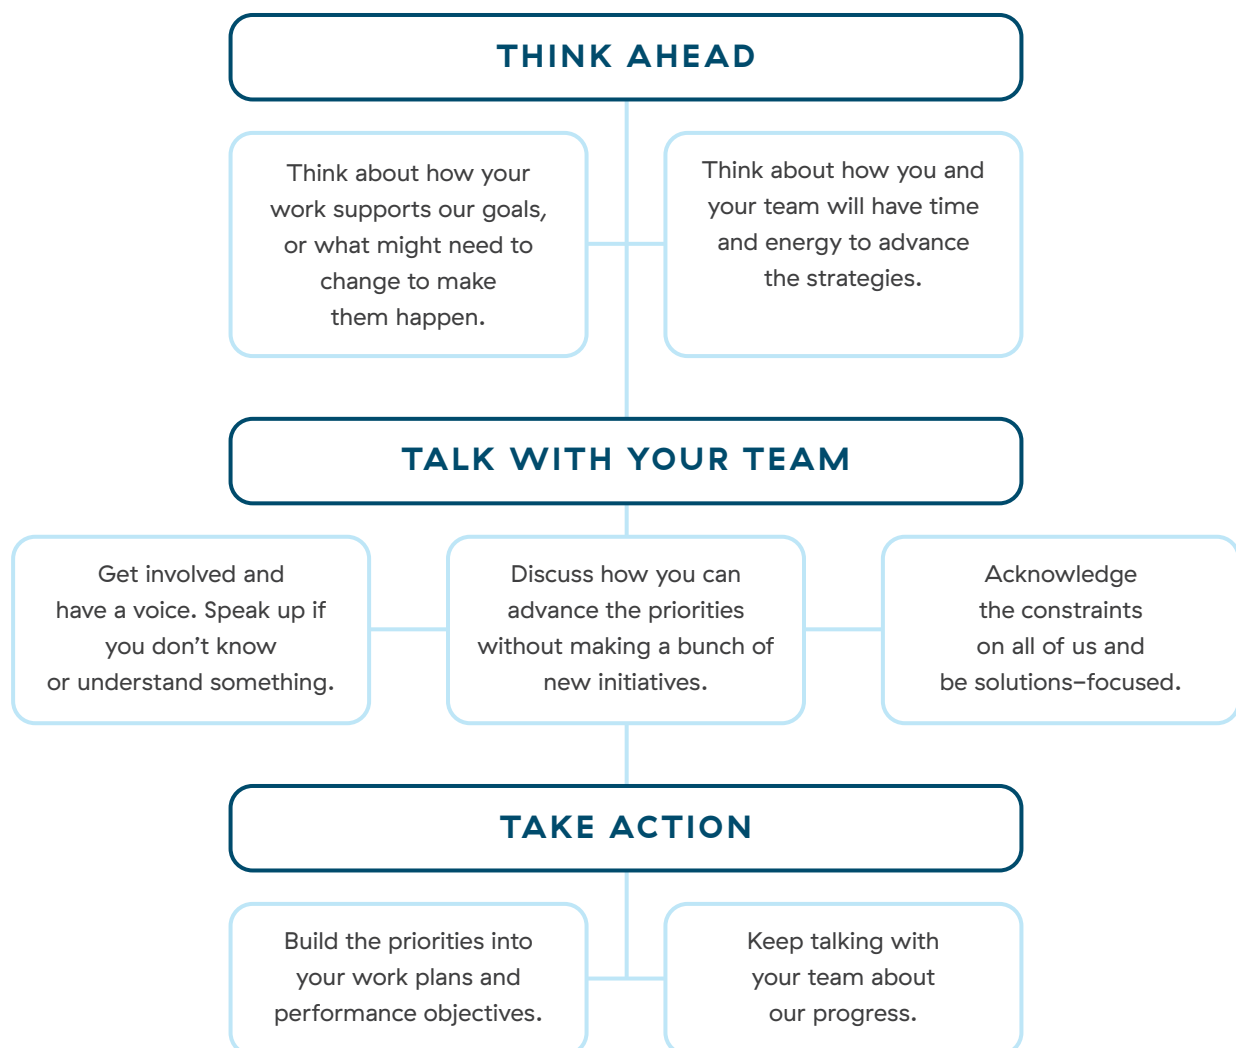 THINK AHEAD
Think about how your
work supports our goals,
or what might need to
change to make
them happen.
Think about how you and
your team will have time
and energy to advance
the strategies.
TALK WITH YOUR TEAM
Get involved and
have a voice. Speak up if
you don’t know
or understand something.
Discuss how you can
advance the priorities
without making a bunch of
new initiatives.
Acknowledge
the constraints
on all of us and
be solutions–focused.
TAKE ACTION
Build the priorities into
your work plans and
performance objectives.
Keep talking with
your team about
our progress.